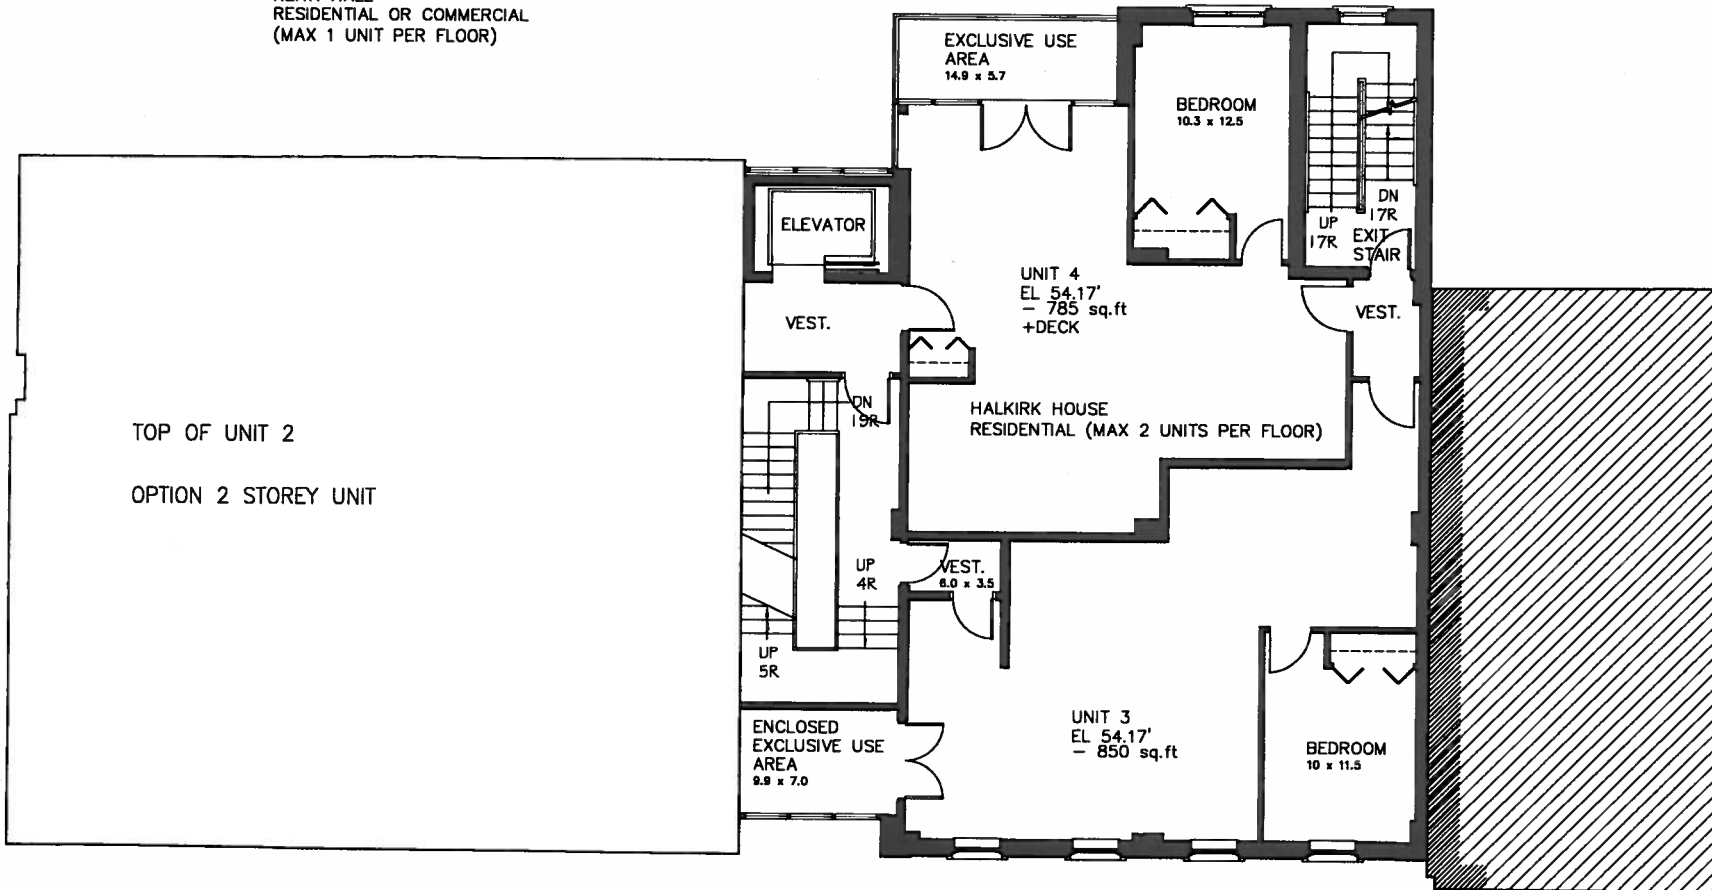 RESIDENTIAL OR COMMERCIAL
(MAX 1 UNIT PER FLOOR)
EXCLUSIVE USE
AREA
14.9 x 5.7
BEDROOM
10.3 x 12.5
ELEVATOR
DN
17R
UP
17R
EXIT
STAIR
UNIT 4
EL 54.17'
- 785 sq.ft
+DECK
VEST.
VEST.
DN
19R
HALKIRK HOUSE
RESIDENTIAL (MAX 2 UNITS PER FLOOR)
TOP OF UNIT 2
OPTION 2 STOREY UNIT
UP
4R
VEST.
6.0 x 3.5
UP
5R
ENCLOSED
EXCLUSIVE USE
AREA
9.9 x 7.0
UNIT 3
EL 54.17'
- 850 sq.ft
BEDROOM
10 x 11.5